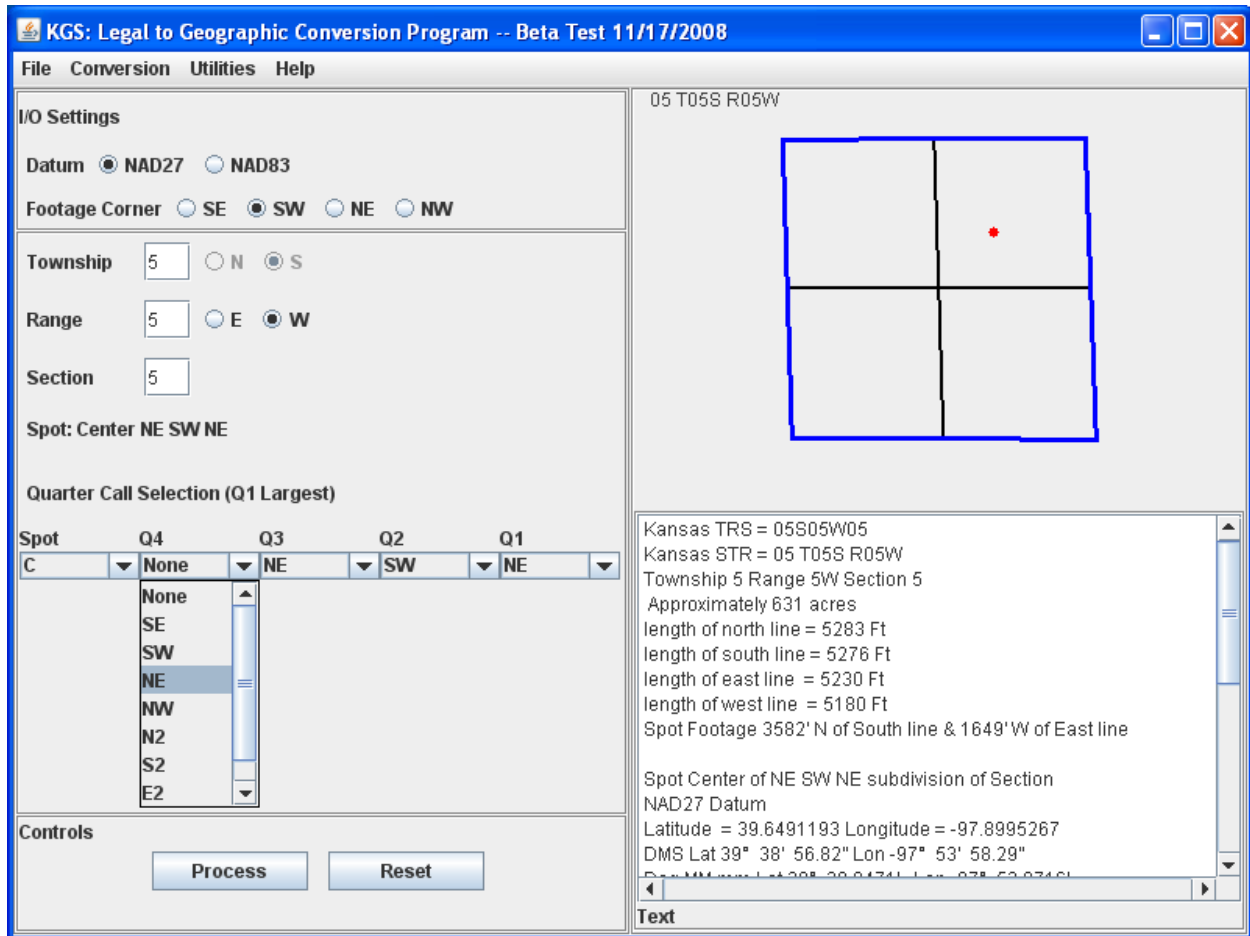 KGS: Legal to Geographic Conversion Program -- Beta Test 11/17/2008
File Conversion Utilities Help
I/O Settings
Datum NAD27 NAD83
Footage Corner SE SW NE NW
Township 5 N S
Range 5 E W
Section 5
Spot: Center NE SW NE
Quarter Call Selection (Q1 Largest)
Spot Q4 Q3 Q2 Q1
C None NE SW NE
None
SE
SW
NE
NW
N2
S2
E2
Controls
Process Reset
05 T05S R05W
Kansas TRS = 05S05W05
Kansas STR = 05 T05S R05W
Township 5 Range 5W Section 5
Approximately 631 acres
length of north line = 5283 Ft
length of south line = 5276 Ft
length of east line = 5230 Ft
length of west line = 5180 Ft
Spot Footage 3582' N of South line & 1649' W of East line
Spot Center of NE SW NE subdivision of Section
NAD27 Datum
Latitude = 39.6491193 Longitude = -97.8995267
DMS Lat 39° 38' 56.82" Lon -97° 53' 58.29"
Text